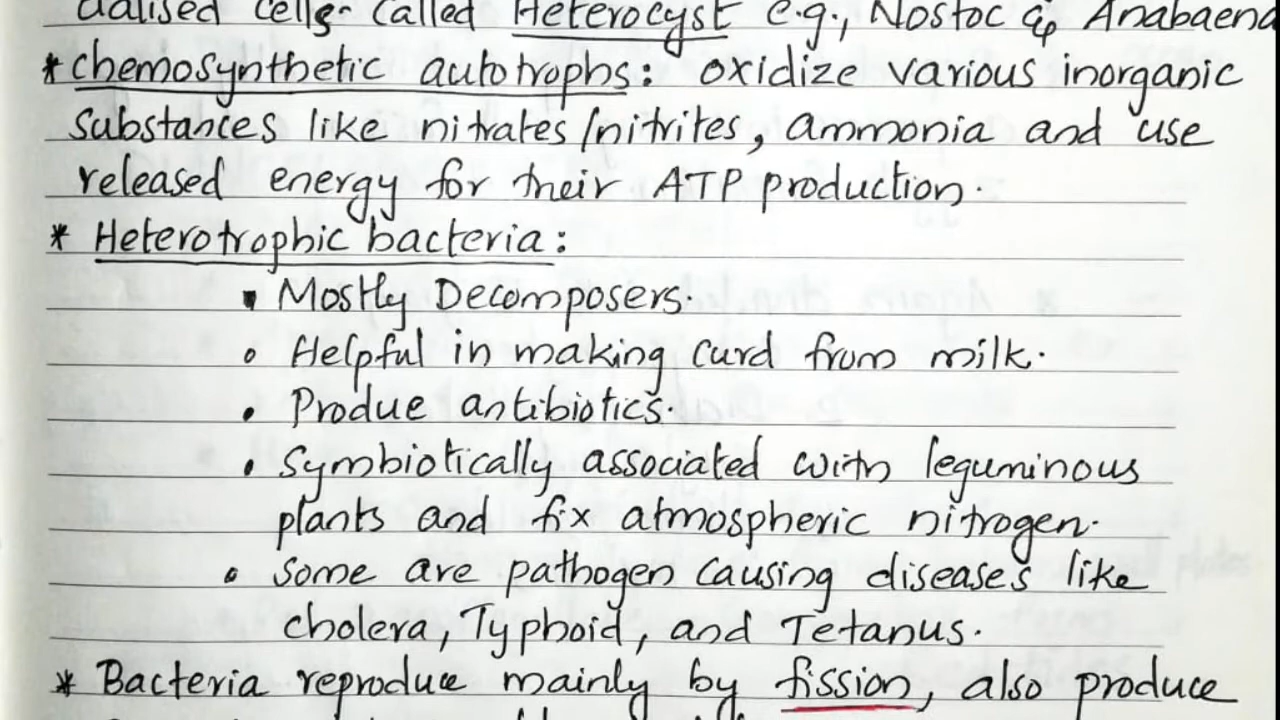 called Heterocyst e.g., Nostoc & Anabaena
* chemosynthetic autotrophs: oxidize various inorganic
substances like nitrates/nitrites, ammonia and use
released energy for their ATP production.
* Heterotrophic bacteria:
▪ Mostly Decomposers.
∘ Helpful in making curd from milk.
• Produe antibiotics.
• Symbiotically associated with leguminous
plants and fix atmospheric nitrogen.
∘ Some are pathogen causing diseases like
cholera, Typhoid, and Tetanus.
* Bacteria reproduce mainly by fission, also produce